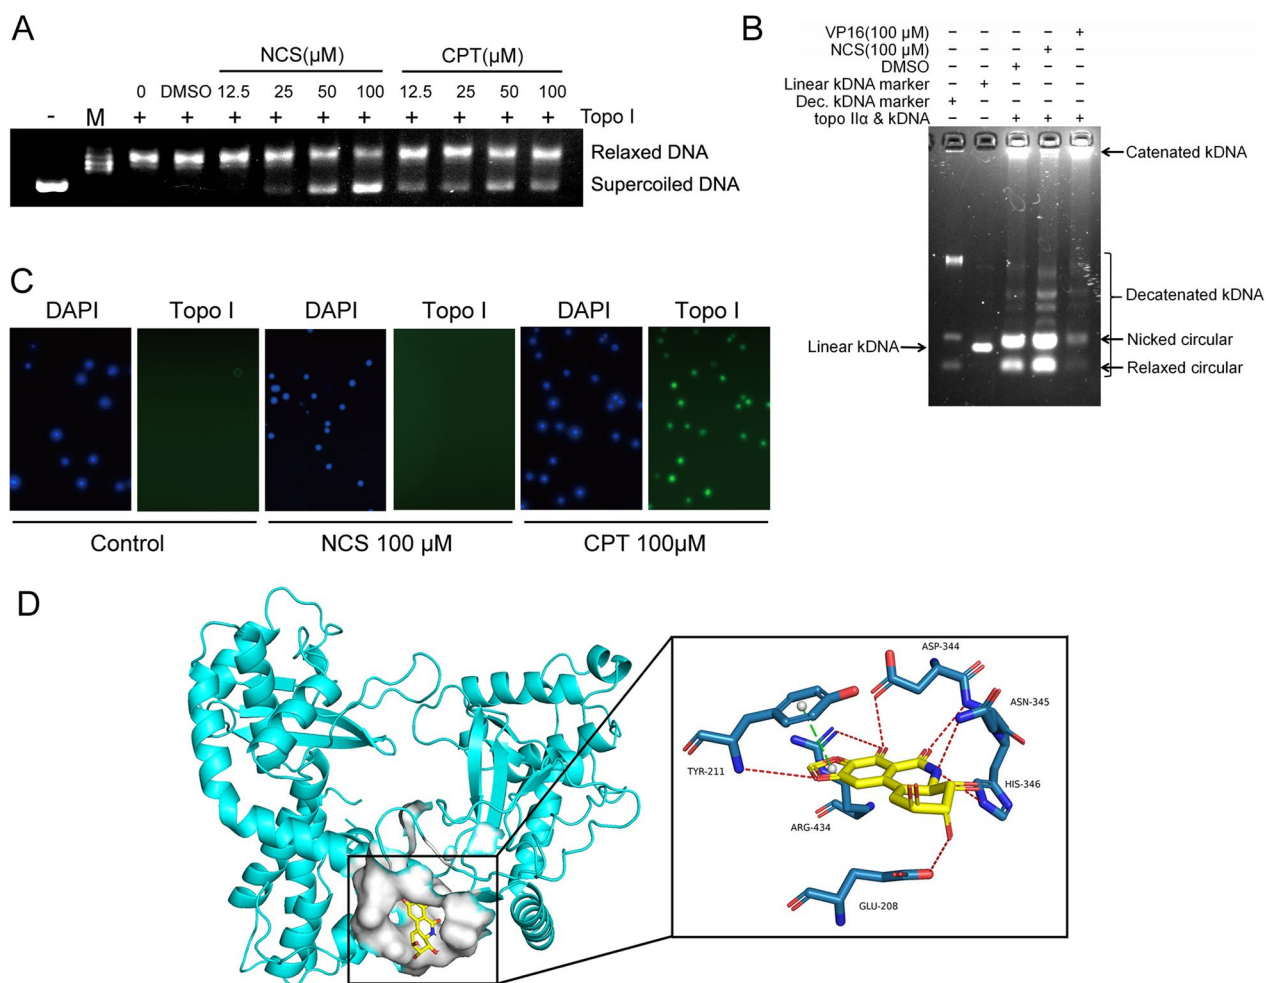 A
NCS(μM)
CPT(μM)
0 DMSO 12.5 25 50 100 12.5 25 50 100
- M + + + + + + + + + + Topo I
Relaxed DNA
Supercoiled DNA
B
VP16(100 μM) - - - - +
NCS(100 μM) - - - + -
DMSO - - + - -
Linear kDNA marker - + - - -
Dec. kDNA marker + - - - -
topo IIα & kDNA - - + + +
Catenated kDNA
Decatenated kDNA
Linear kDNA
Nicked circular
Relaxed circular
C
DAPI Topo I DAPI Topo I DAPI Topo I
Control NCS 100 μM CPT 100μM
D
ASP-344
ASN-345
TYR-211
HIS-346
ARG-434
GLU-208